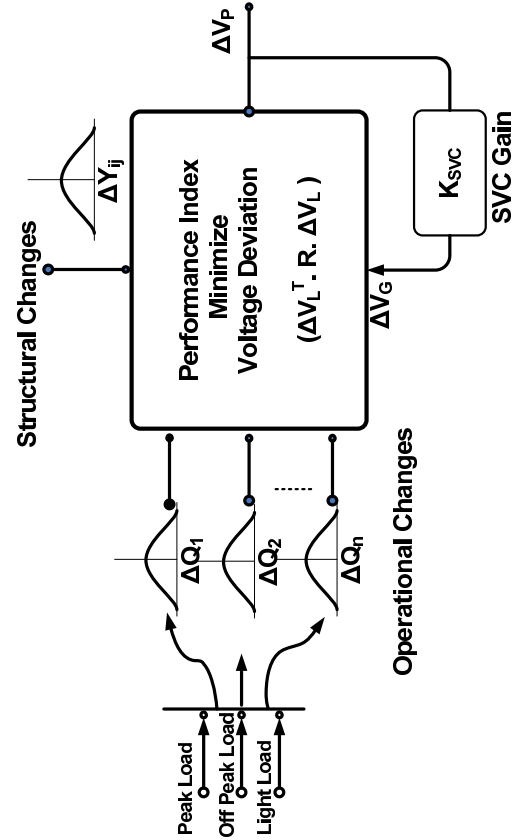 Structural Changes
ΔY_ij
Peak Load
Off Peak Load
Light Load
ΔQ_1
ΔQ_2
ΔQ_n
Operational Changes
Performance Index
Minimize
Voltage Deviation
(ΔV_L^T . R. ΔV_L )
ΔV_P
ΔV_G
K_SVC
SVC Gain